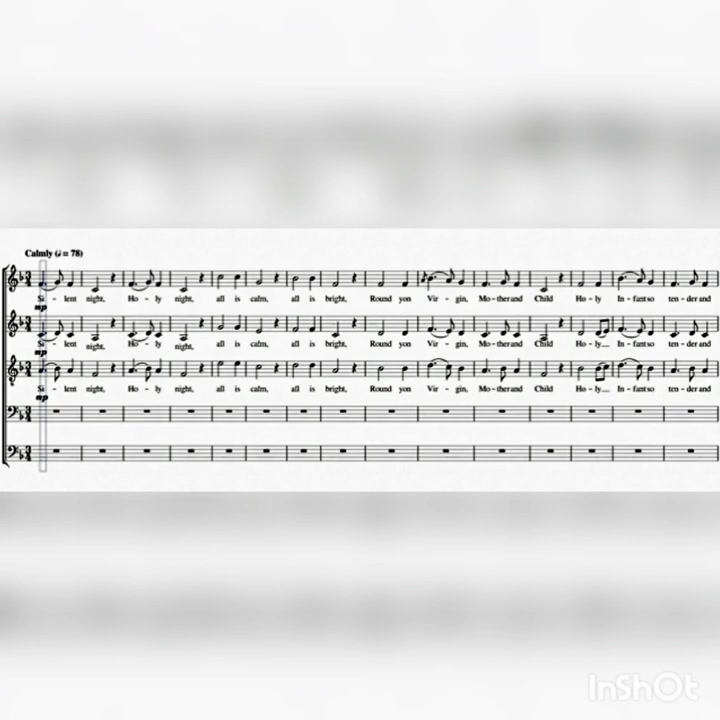 Calmly (♩ = 78)
Si - lent night, Ho - ly night, all is calm, all is bright, Round yon Vir - gin, Mo - ther and Child Ho - ly In - fant so ten - der and
mp
Si - lent night, Ho - ly night, all is calm, all is bright, Round yon Vir - gin, Mo - ther and Child Ho - ly In - fant so ten - der and
mp
Si - lent night, Ho - ly night, all is calm, all is bright, Round yon Vir - gin, Mo - ther and Child Ho - ly In - fant so ten - der and
mp
InShOt